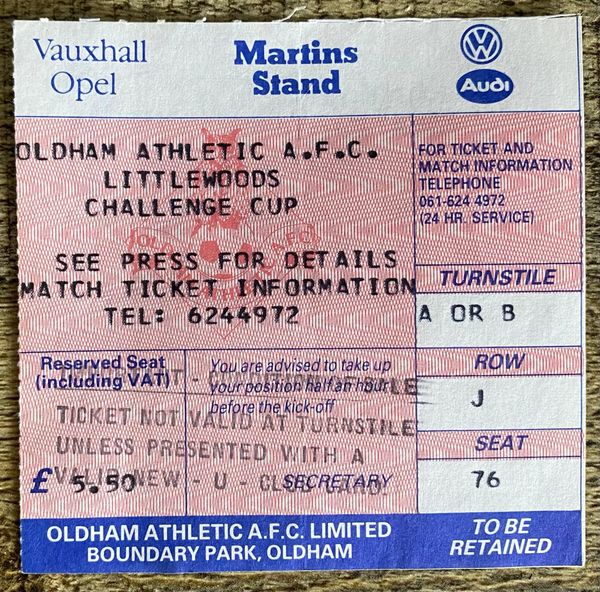 Vauxhall
Opel
Martins
Stand
Audi
OLDHAM ATHLETIC A.F.C.
LITTLEWOODS
CHALLENGE CUP
SEE PRESS FOR DETAILS
MATCH TICKET INFORMATION
TEL: 6244972
FOR TICKET AND
MATCH INFORMATION
TELEPHONE
061-624 4972
(24 HR. SERVICE)
TURNSTILE
A OR B
ROW
J
SEAT
76
Reserved Seat
(including VAT)
You are advised to take up
your position half an hour
before the kick-off
TICKET NOT VALID AT TURNSTILE
UNLESS PRESENTED WITH A
VALID NEW - U - CLUB CARD!
£ 5.50
SECRETARY
OLDHAM ATHLETIC A.F.C. LIMITED
BOUNDARY PARK, OLDHAM
TO BE
RETAINED